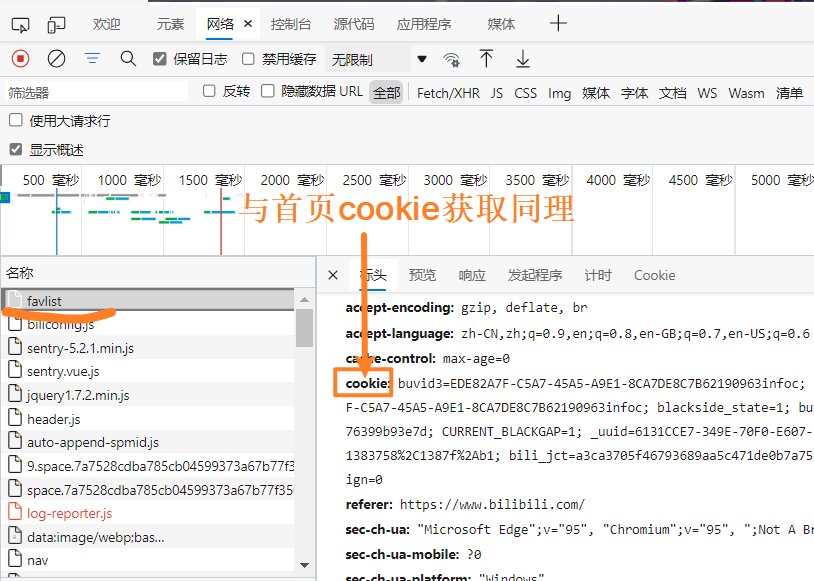 欢迎 元素 网络 × 控制台 源代码 应用程序 媒体 +
保留日志 禁用缓存 无限制
筛选器 反转 隐藏数据 URL 全部 Fetch/XHR JS CSS Img 媒体 字体 文档 WS Wasm 清单
使用大请求行
显示概述
500 毫秒 1000 毫秒 1500 毫秒 2000 毫秒 2500 毫秒 3000 毫秒 3500 毫秒 4000 毫秒 4500 毫秒 5000 毫秒
与首页cookie获取同理
名称
× 标头 预览 响应 发起程序 计时 Cookie
favlist
biliconfig.js
sentry-5.2.1.min.js
sentry.vue.js
jquery1.7.2.min.js
header.js
auto-append-spmid.js
9.space.7a7528cdba785cb04599373a67b77f3
space.7a7528cdba785cb04599373a67b77f35
log-reporter.js
data:image/webp;bas...
nav
accept-encoding: gzip, deflate, br
accept-language: zh-CN,zh;q=0.9,en;q=0.8,en-GB;q=0.7,en-US;q=0.6
cache-control: max-age=0
cookie: buvid3=EDE82A7F-C5A7-45A5-A9E1-8CA7DE8C7B62190963infoc;
F-C5A7-45A5-A9E1-8CA7DE8C7B62190963infoc; blackside_state=1; bu
76399b93e7d; CURRENT_BLACKGAP=1; _uuid=6131CCE7-349E-70F0-E607-
1383758%2C1387f%2Ab1; bili_jct=a3ca3705f46793689aa5c471de0b7a75
ign=0
referer: https://www.bilibili.com/
sec-ch-ua: "Microsoft Edge";v="95", "Chromium";v="95", ";Not A Br
sec-ch-ua-mobile: ?0
sec-ch-ua-platform: "Windows"